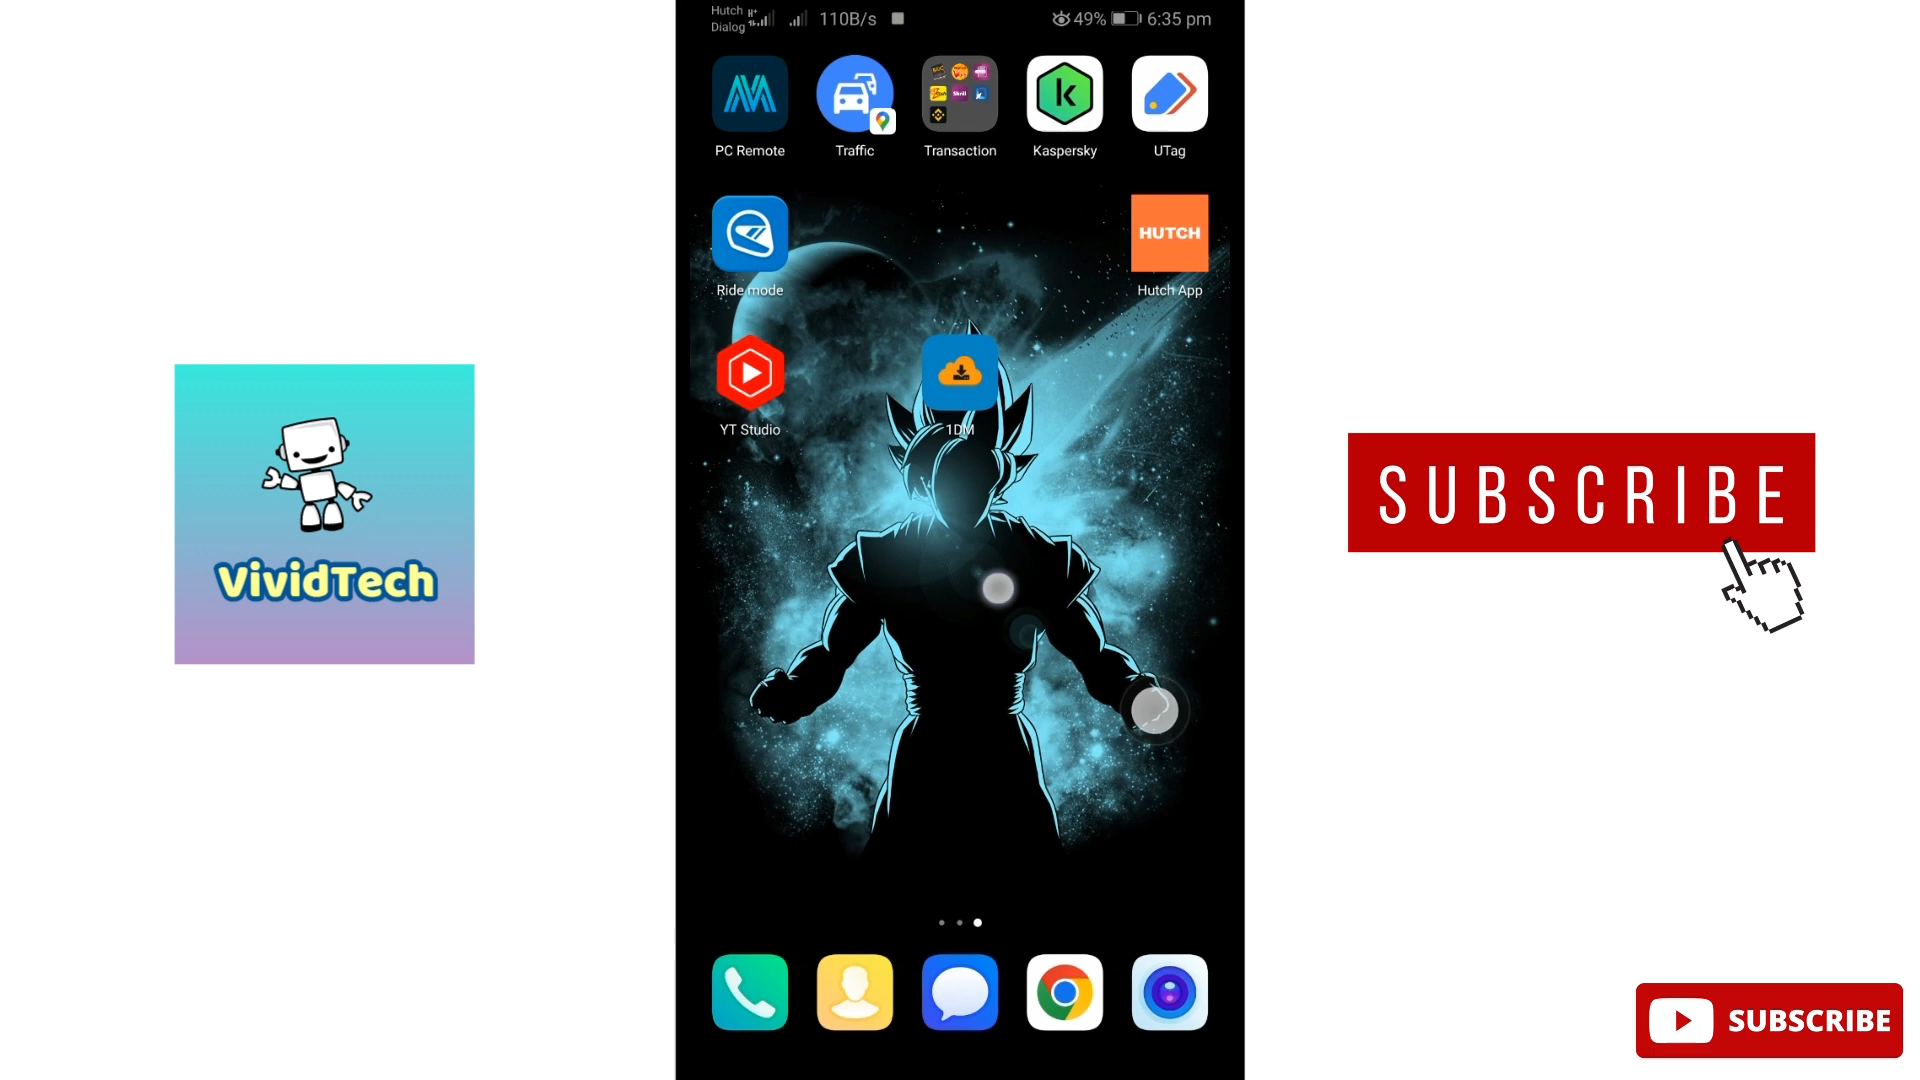 Hutch
Dialog
H+
110B/s
49%
6:35 pm
PC Remote
Traffic
Transaction
Kaspersky
UTag
HUTCH
Ride mode
Hutch App
YT Studio
1DM
VividTech
SUBSCRIBE
SUBSCRIBE